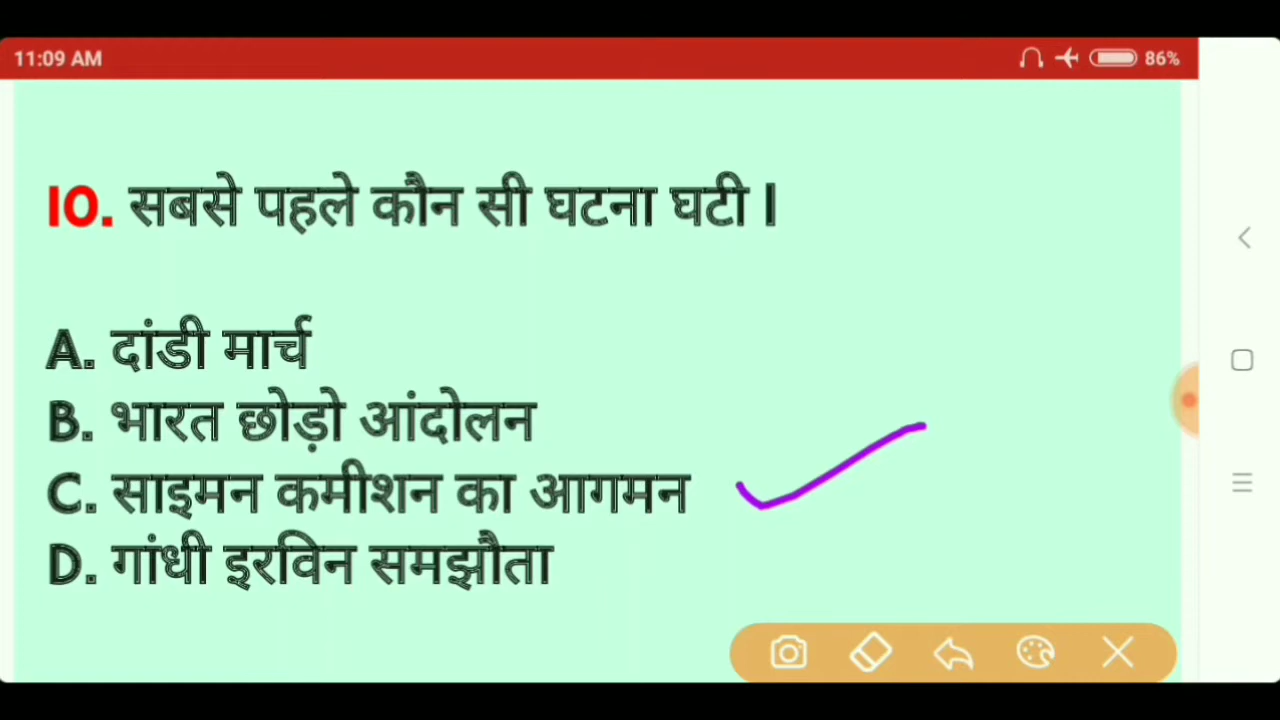 11:09 AM
86%
10. सबसे पहले कौन सी घटना घटी l
A. दांडी मार्च
B. भारत छोड़ो आंदोलन
C. साइमन कमीशन का आगमन
D. गांधी इरविन समझौता